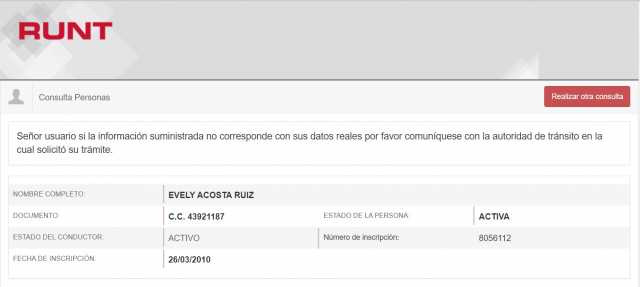 RUNT
Consulta Personas
Realizar otra consulta
Señor usuario si la información suministrada no corresponde con sus datos reales por favor comuníquese con la autoridad de tránsito en la
cual solicitó su trámite.
NOMBRE COMPLETO: EVELY ACOSTA RUIZ
DOCUMENTO: C.C. 43921187 ESTADO DE LA PERSONA: ACTIVA
ESTADO DEL CONDUCTOR: ACTIVO Número de inscripción: 8056112
FECHA DE INSCRIPCIÓN: 26/03/2010